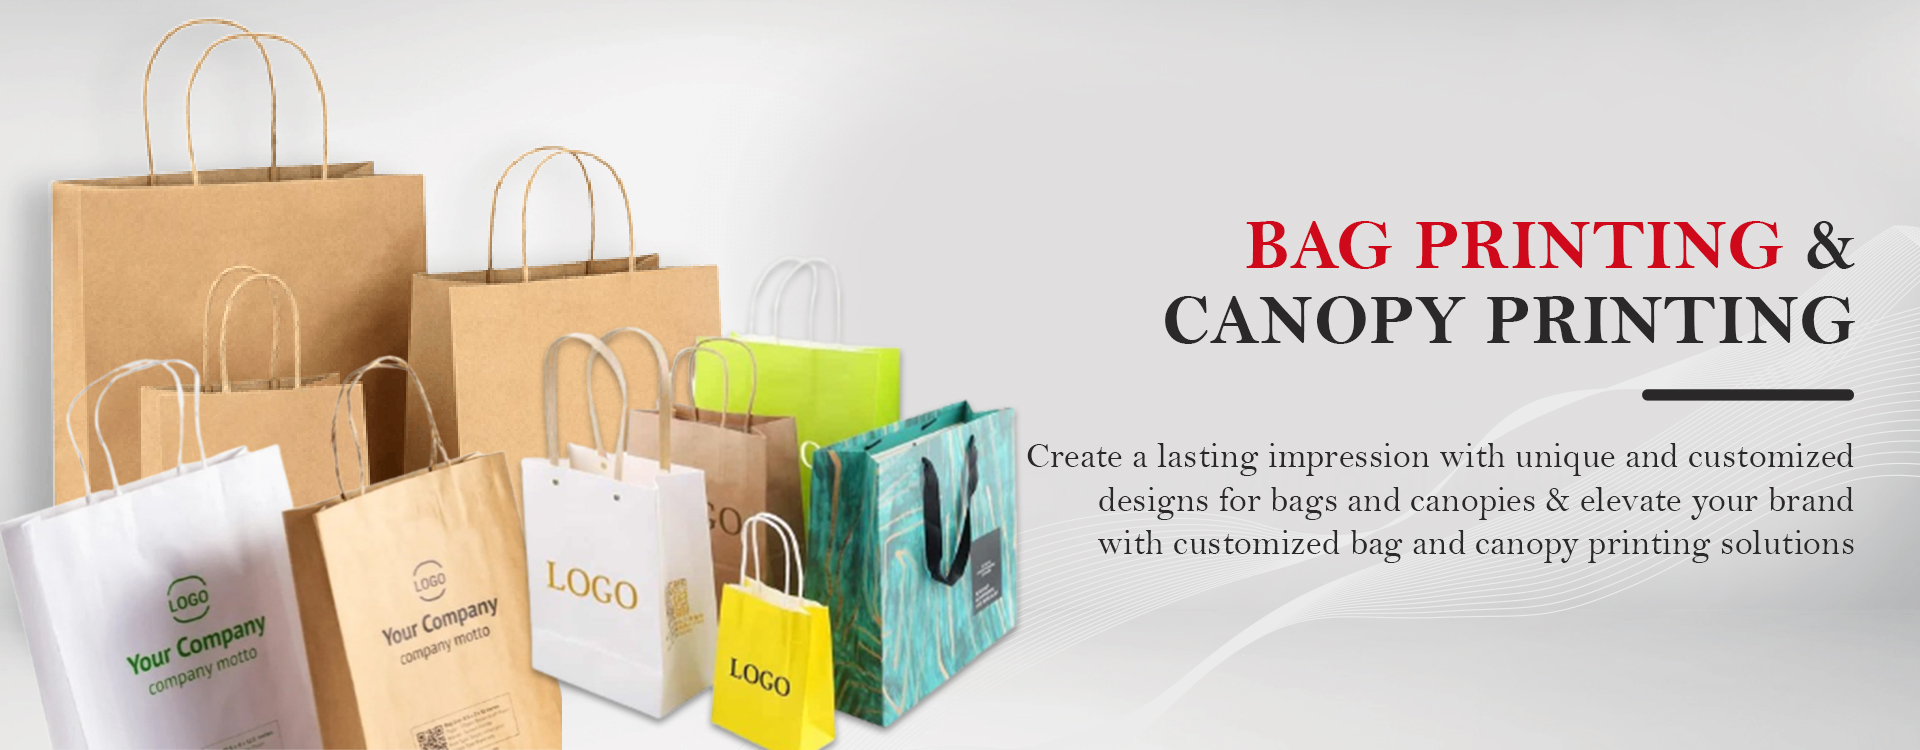 BAG PRINTING &
CANOPY PRINTING
Create a lasting impression with unique and customized
designs for bags and canopies & elevate your brand
with customized bag and canopy printing solutions
LOGO
Your Company
company motto
LOGO
Your Company
company motto
LOGO
GO
LOGO